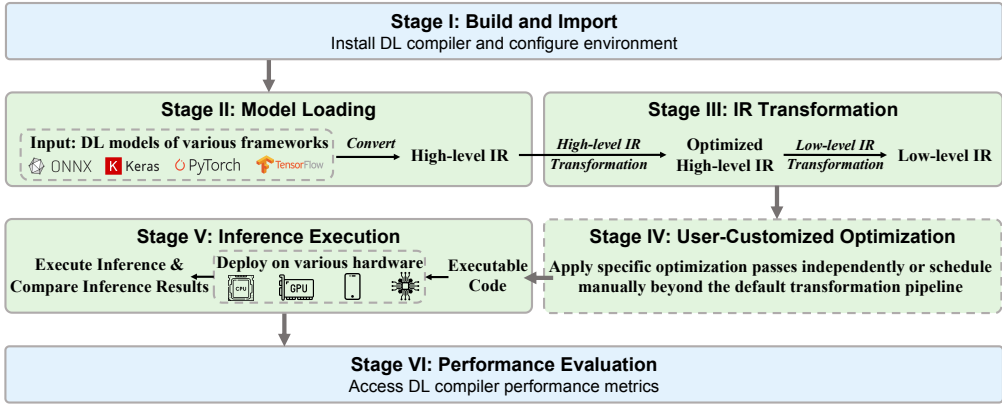 Stage I: Build and Import
Install DL compiler and configure environment
Stage II: Model Loading
Input: DL models of various frameworks
ONNX
K Keras
PyTorch
TensorFlow
Convert
High-level IR
Stage III: IR Transformation
High-level IR
Transformation
Optimized
High-level IR
Low-level IR
Transformation
Low-level IR
Stage IV: User-Customized Optimization
Apply specific optimization passes independently or schedule
manually beyond the default transformation pipeline
Stage V: Inference Execution
Executable
Code
Deploy on various hardware
CPU
GPU
Execute Inference &
Compare Inference Results
Stage VI: Performance Evaluation
Access DL compiler performance metrics